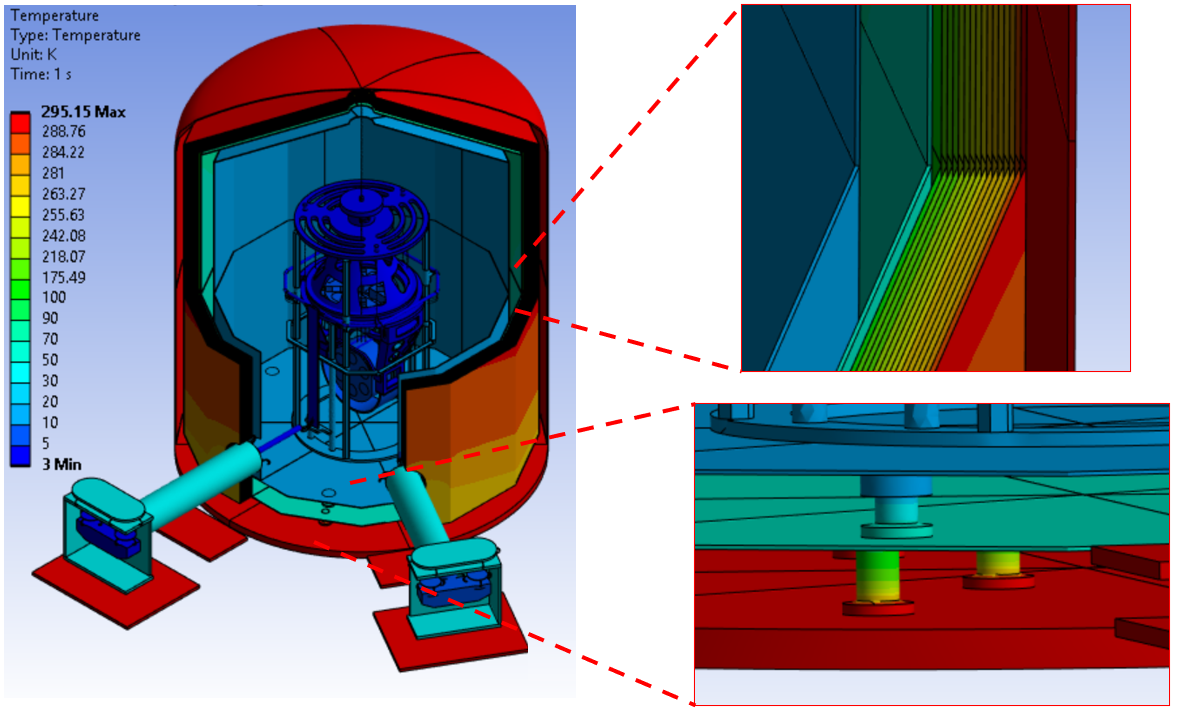 Temperature
Type: Temperature
Unit: K
Time: 1 s
295.15 Max
288.76
284.22
281
263.27
255.63
242.08
218.07
175.49
100
90
70
50
30
20
10
5
3 Min